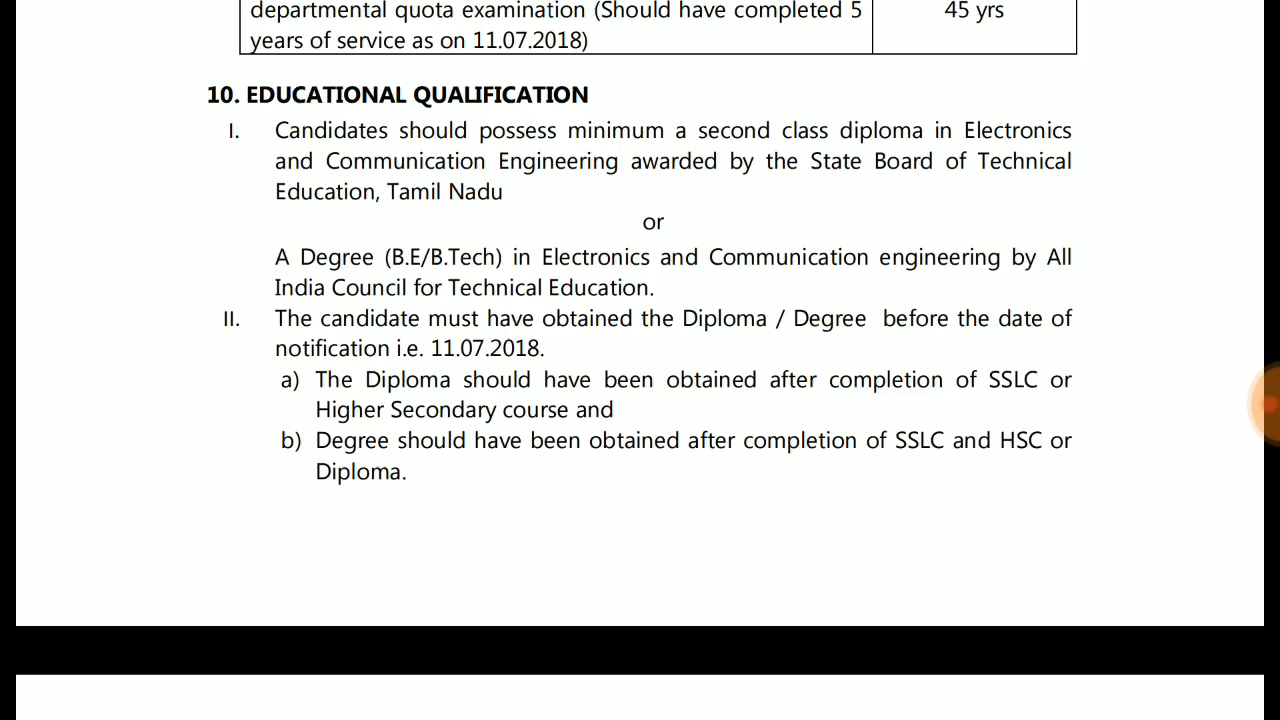 departmental quota examination (Should have completed 5
years of service as on 11.07.2018)
45 yrs
10. EDUCATIONAL QUALIFICATION
I. Candidates should possess minimum a second class diploma in Electronics
and Communication Engineering awarded by the State Board of Technical
Education, Tamil Nadu
or
A Degree (B.E/B.Tech) in Electronics and Communication engineering by All
India Council for Technical Education.
II. The candidate must have obtained the Diploma / Degree before the date of
notification i.e. 11.07.2018.
a) The Diploma should have been obtained after completion of SSLC or
Higher Secondary course and
b) Degree should have been obtained after completion of SSLC and HSC or
Diploma.